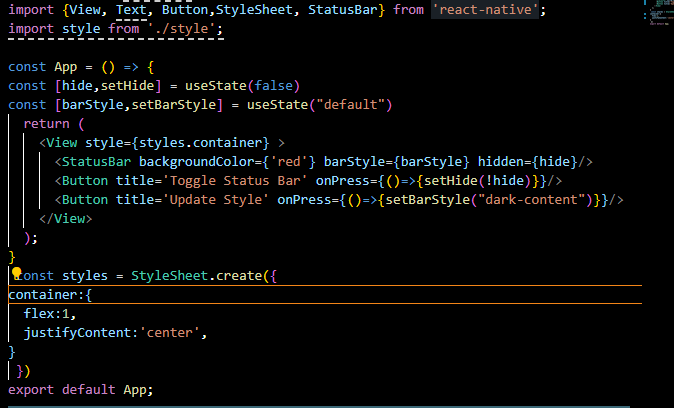 import {View, Text, Button,StyleSheet, StatusBar} from 'react-native';
import style from './style';
const App = () => {
const [hide,setHide] = useState(false)
const [barStyle,setBarStyle] = useState("default")
return (
<View style={styles.container} >
<StatusBar backgroundColor={'red'} barStyle={barStyle} hidden={hide}/>
<Button title='Toggle Status Bar' onPress={()=>{setHide(!hide)}}/>
<Button title='Update Style' onPress={()=>{setBarStyle("dark-content")}}/>
</View>
);
}
const styles = StyleSheet.create({
container:{
flex:1,
justifyContent:'center',
}
})
export default App;